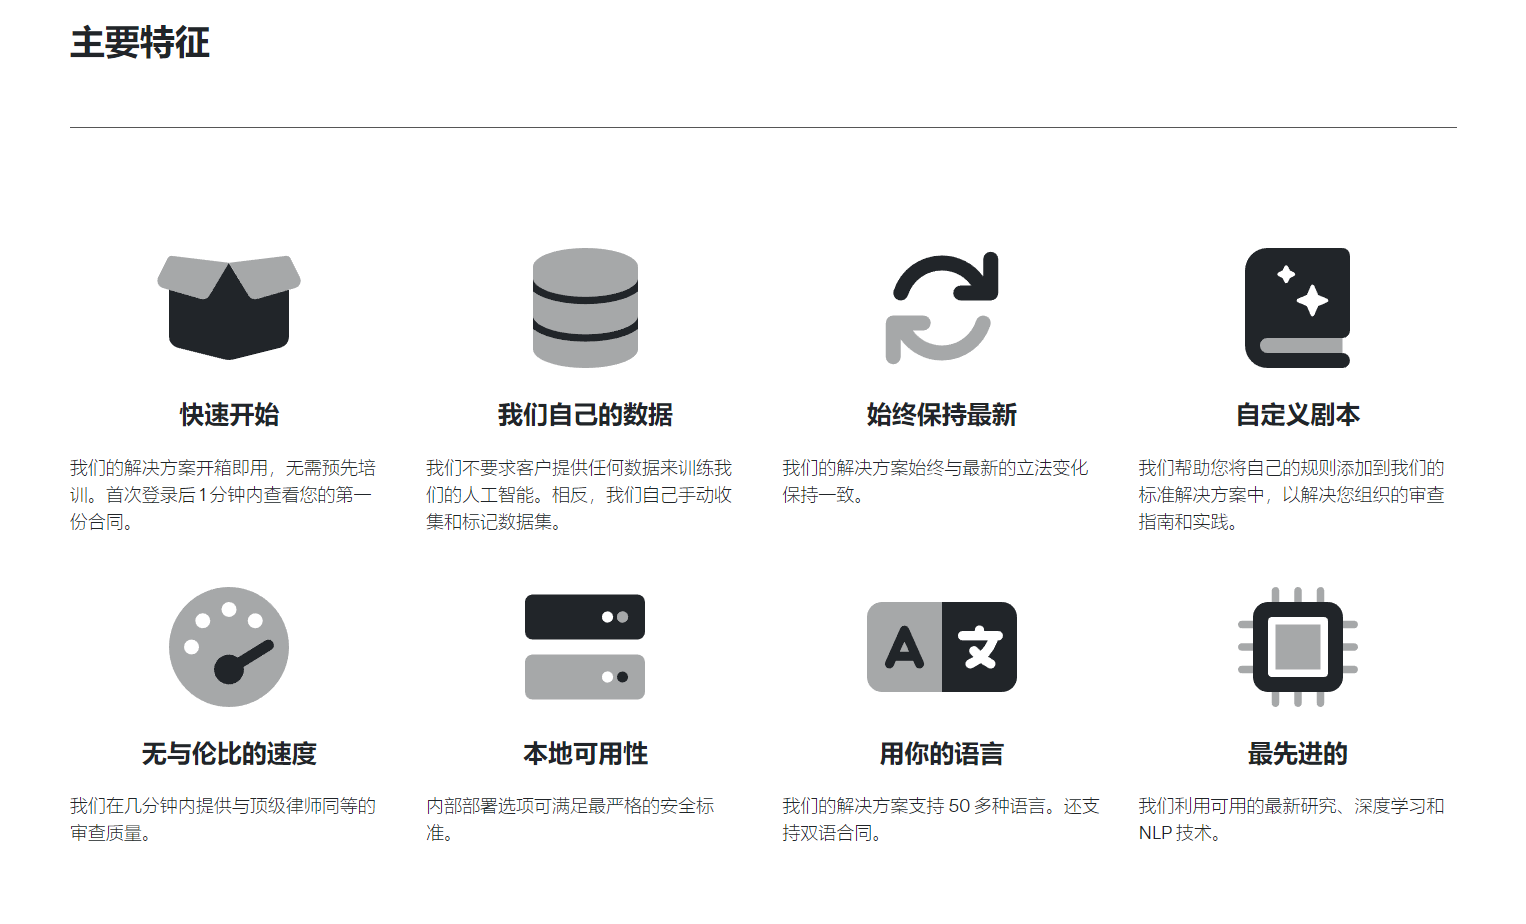 主要特征
快速开始
我们的解决方案开箱即用，无需预先培
训。首次登录后 1 分钟内查看您的第一
份合同。
我们自己的数据
我们不要求客户提供任何数据来训练我
们的人工智能。相反，我们自己手动收
集和标记数据集。
始终保持最新
我们的解决方案始终与最新的立法变化
保持一致。
自定义剧本
我们帮助您将自己的规则添加到我们的
标准解决方案中，以解决您组织的审查
指南和实践。
无与伦比的速度
我们在几分钟内提供与顶级律师同等的
审查质量。
本地可用性
内部部署选项可满足最严格的安全标
准。
A 文
用你的语言
我们的解决方案支持 50 多种语言。还支
持双语合同。
最先进的
我们利用可用的最新研究、深度学习和
NLP 技术。